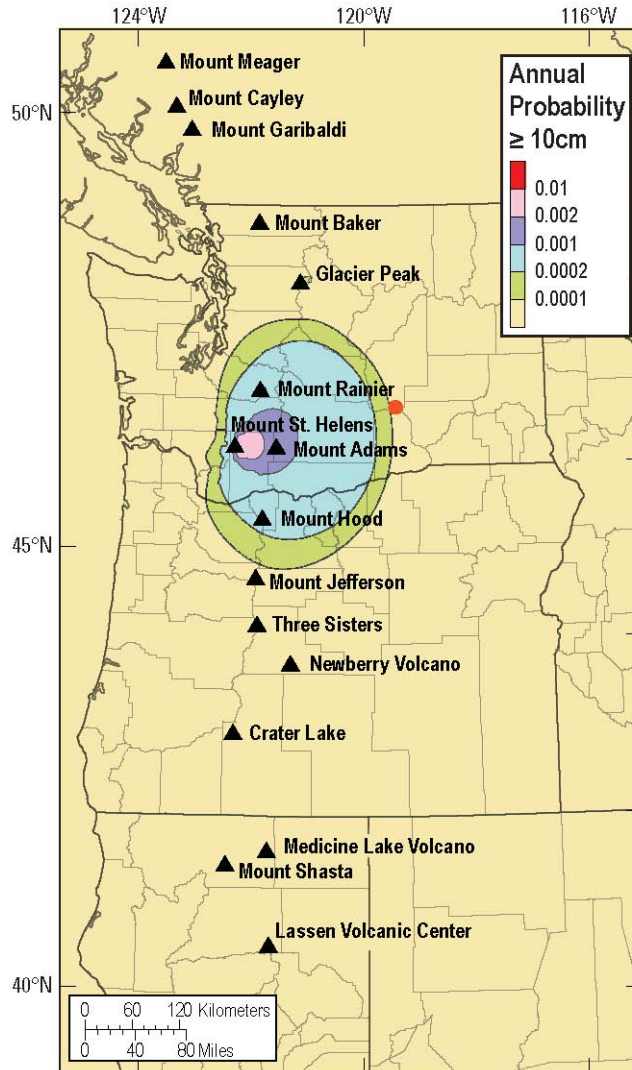 124°W
120°W
116°W
50°N
45°N
40°N
Mount Meager
Mount Cayley
Mount Garibaldi
Mount Baker
Glacier Peak
Mount Rainier
Mount St. Helens
Mount Adams
Mount Hood
Mount Jefferson
Three Sisters
Newberry Volcano
Crater Lake
Medicine Lake Volcano
Mount Shasta
Lassen Volcanic Center
Annual
Probability
≥ 10cm
0.01
0.002
0.001
0.0002
0.0001
0 60 120 Kilometers
0 40 80 Miles